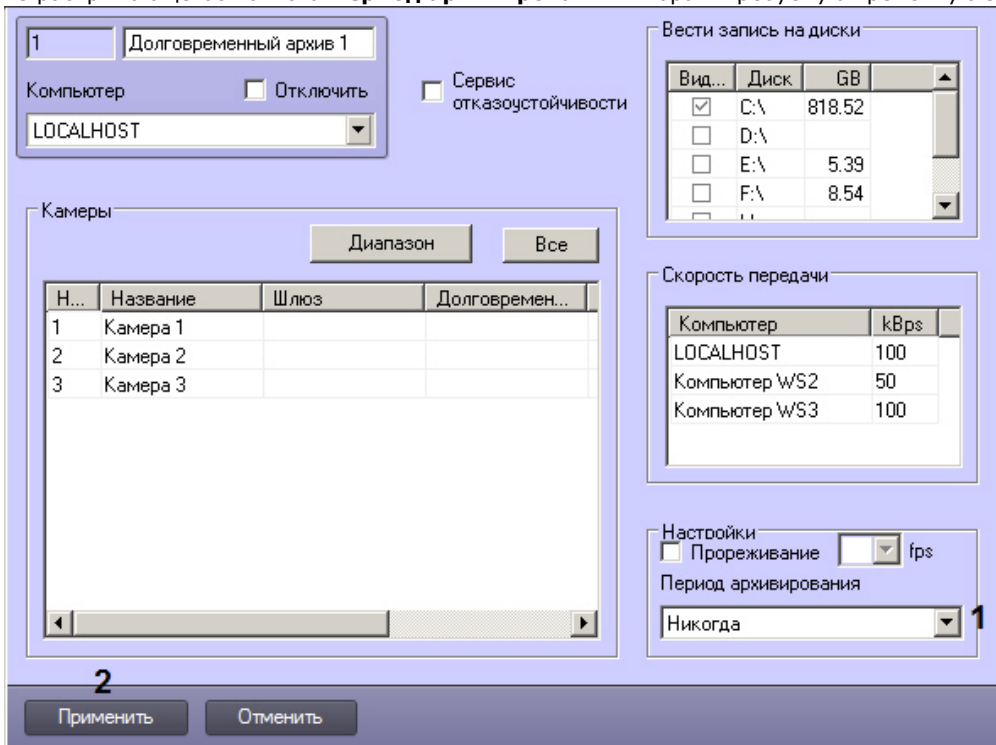 1 Долговременный архив 1
Компьютер Отключить
LOCALHOST
Сервис
отказоустойчивости
Вести запись на диски
Вид... Диск GB
C:\ 818.52
D:\
E:\ 5.39
F:\ 8.54
Камеры
Диапазон Все
Н... Название Шлюз Долговремен...
1 Камера 1
2 Камера 2
3 Камера 3
Скорость передачи
Компьютер kBps
LOCALHOST 100
Компьютер WS2 50
Компьютер WS3 100
Настройки
Прореживание fps
Период архивирования
Никогда 1
2
Применить Отменить